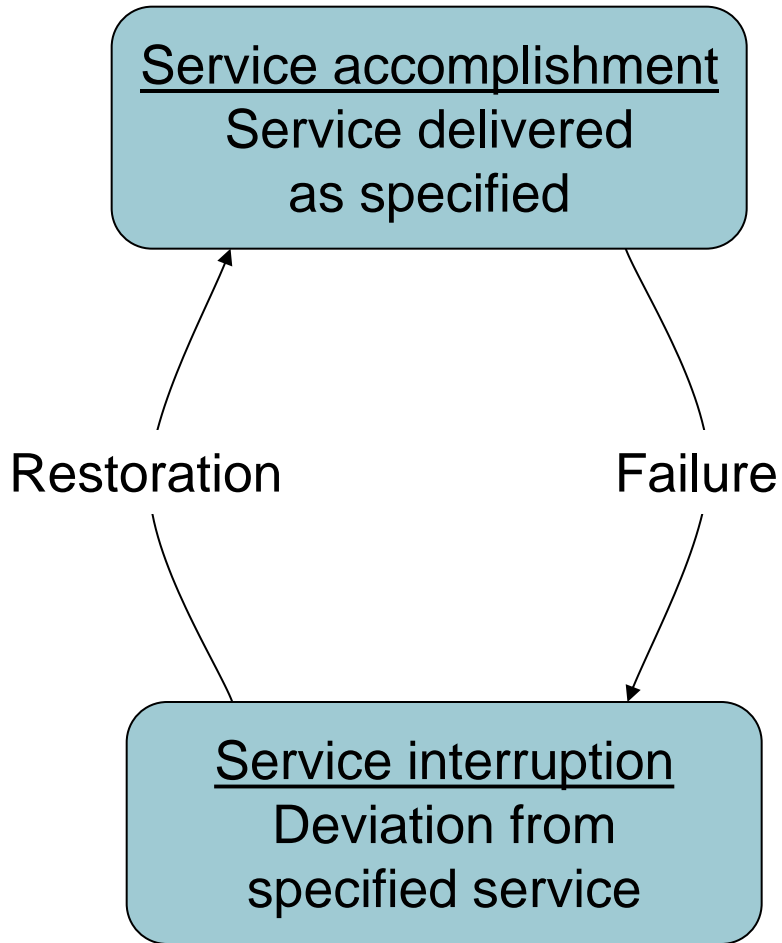 Service accomplishment
Service delivered
as specified
Restoration
Failure
Service interruption
Deviation from
specified service